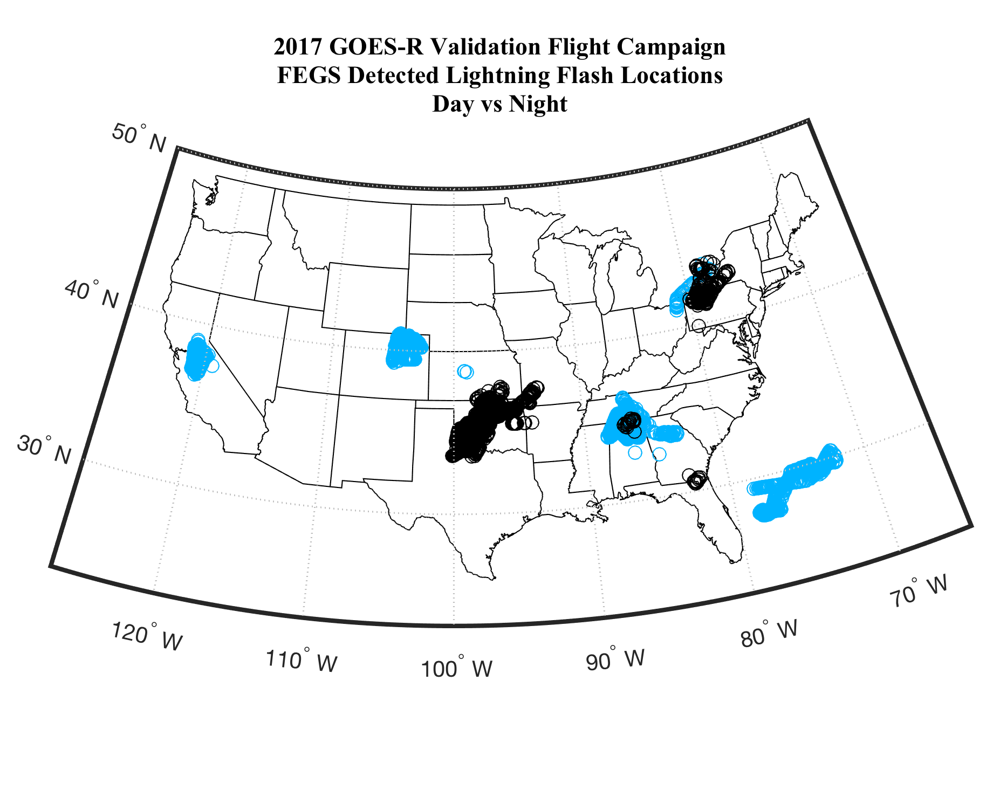 2017 GOES-R Validation Flight Campaign
FEGS Detected Lightning Flash Locations
Day vs Night
50° N
40° N
30° N
120° W
110° W
100° W
90° W
80° W
70° W